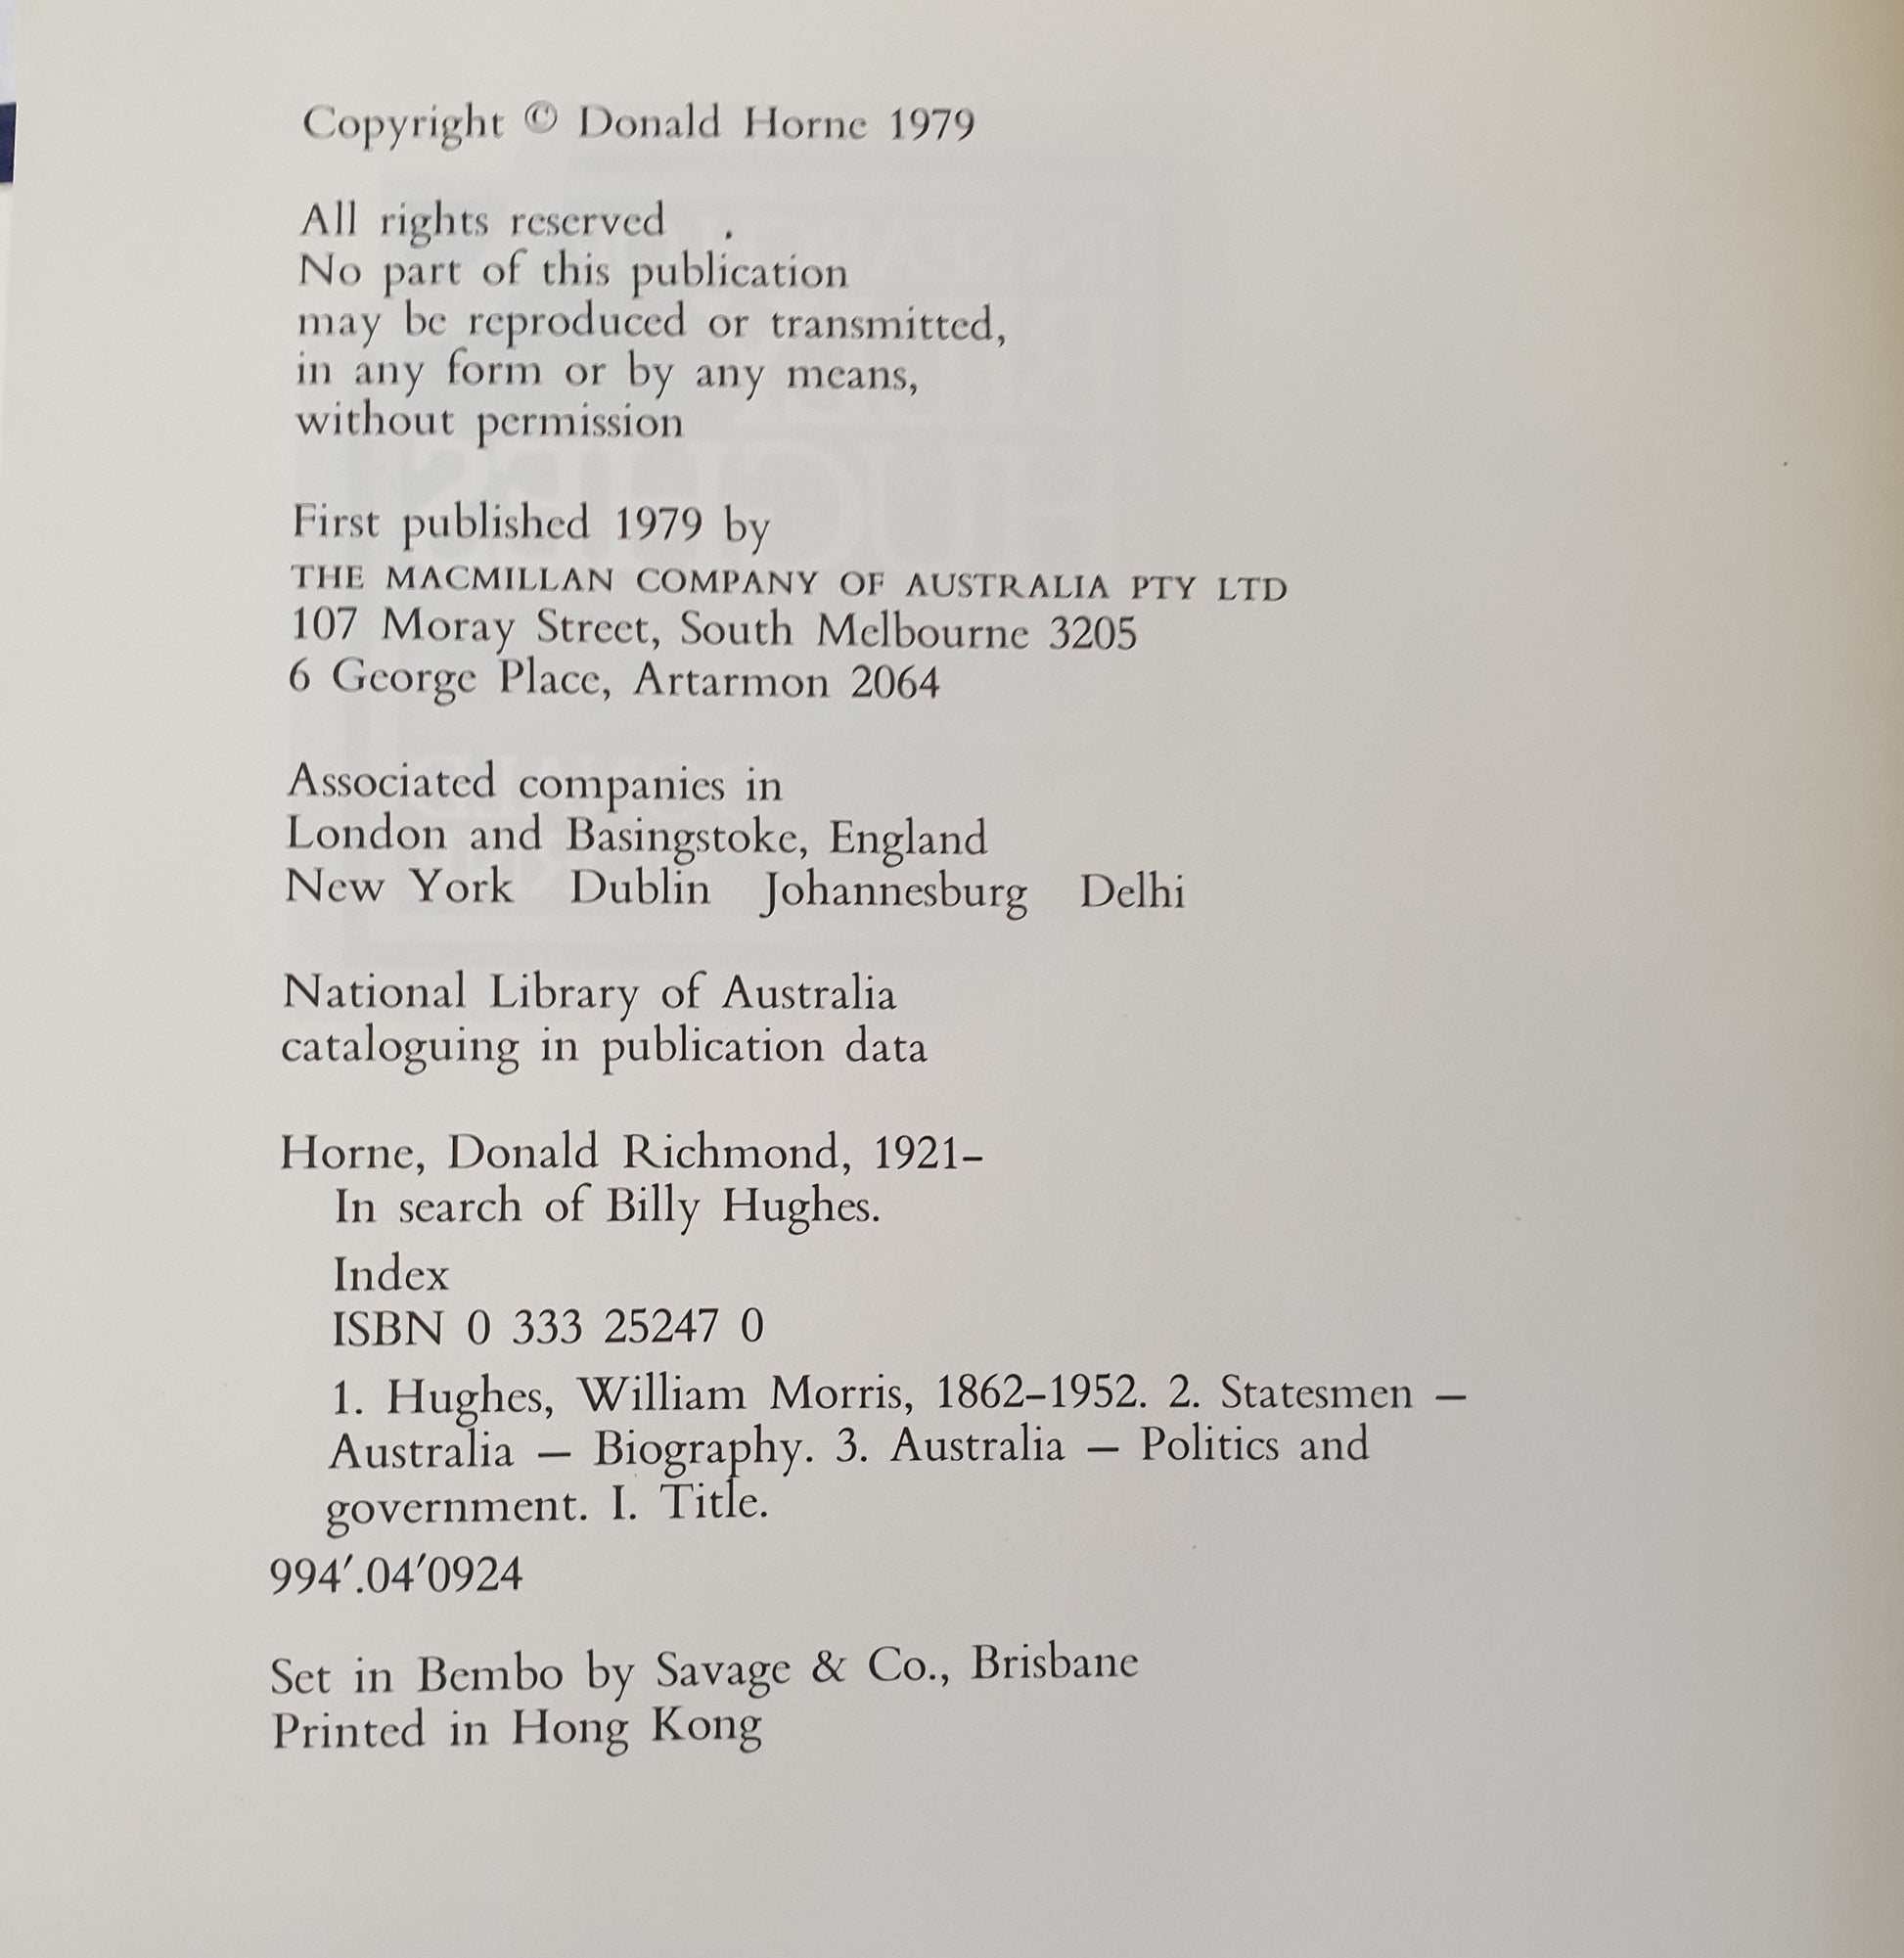 Copyright © Donald Horne 1979
All rights reserved
No part of this publication
may be reproduced or transmitted,
in any form or by any means,
without permission
First published 1979 by
THE MACMILLAN COMPANY OF AUSTRALIA PTY LTD
107 Moray Street, South Melbourne 3205
6 George Place, Artarmon 2064
Associated companies in
London and Basingstoke, England
New York Dublin Johannesburg Delhi
National Library of Australia
cataloguing in publication data
Horne, Donald Richmond, 1921–
In search of Billy Hughes.
Index
ISBN 0 333 25247 0
1. Hughes, William Morris, 1862–1952. 2. Statesmen —
Australia — Biography. 3. Australia — Politics and
government. I. Title.
994′.04′0924
Set in Bembo by Savage & Co., Brisbane
Printed in Hong Kong